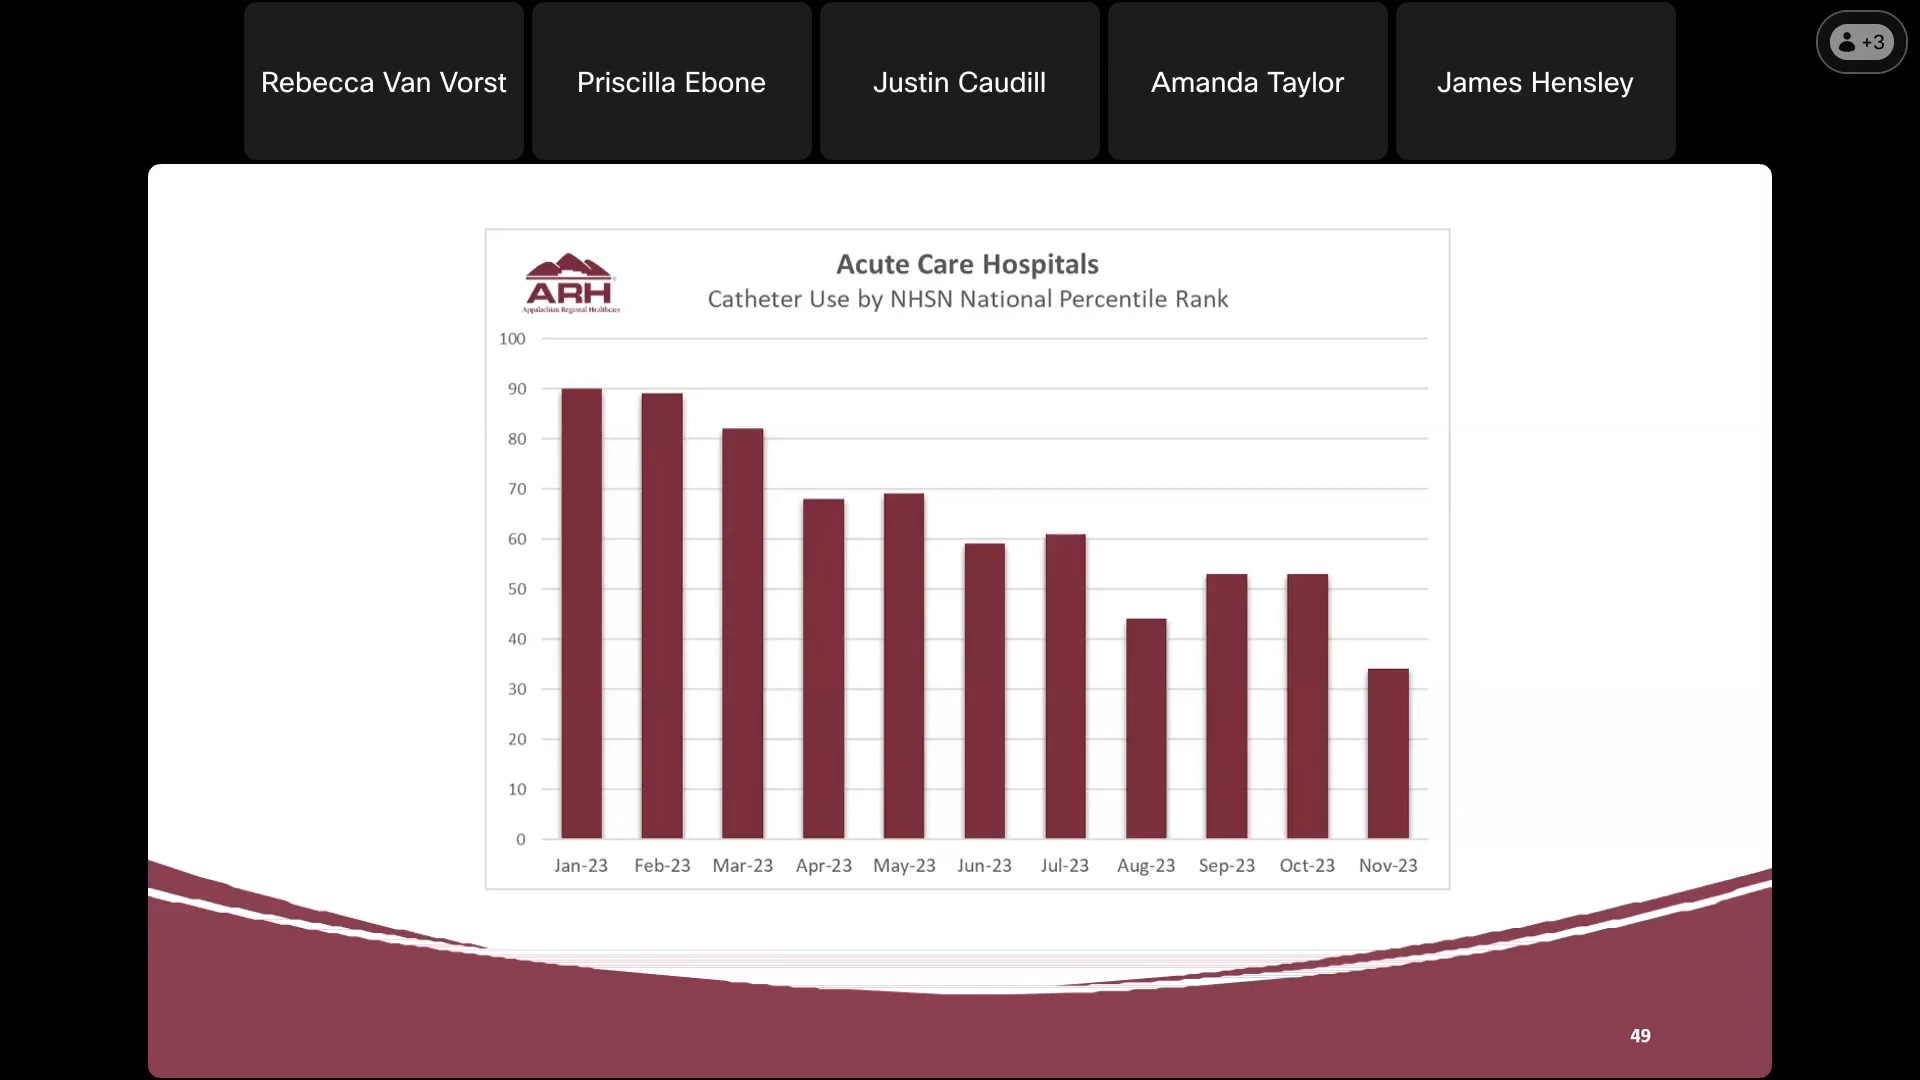 Rebecca Van Vorst
Priscilla Ebone
Justin Caudill
Amanda Taylor
James Hensley
+3
ARH
Appalachian Regional Healthcare
Acute Care Hospitals
Catheter Use by NHSN National Percentile Rank
100
90
80
70
60
50
40
30
20
10
0
Jan-23 Feb-23 Mar-23 Apr-23 May-23 Jun-23 Jul-23 Aug-23 Sep-23 Oct-23 Nov-23
49